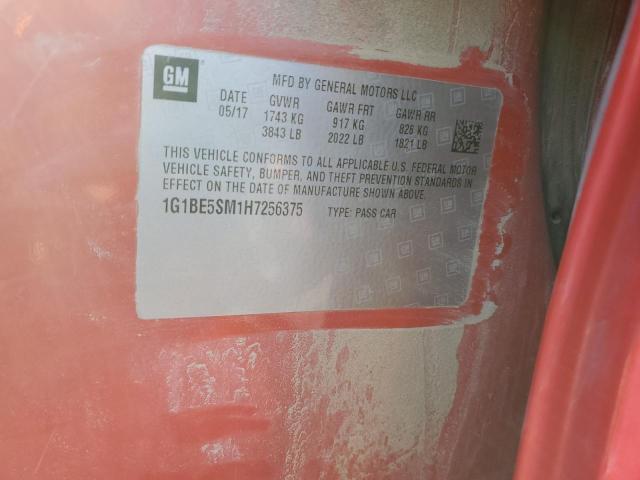 GM
MFD BY GENERAL MOTORS LLC
DATE GVWR GAWR FRT GAWR RR
05/17 1743 KG 917 KG 826 KG
3843 LB 2022 LB 1821 LB
THIS VEHICLE CONFORMS TO ALL APPLICABLE U.S. FEDERAL MOTOR
VEHICLE SAFETY, BUMPER, AND THEFT PREVENTION STANDARDS IN
EFFECT ON THE DATE OF MANUFACTURE SHOWN ABOVE.
1G1BE5SM1H7256375 TYPE: PASS CAR